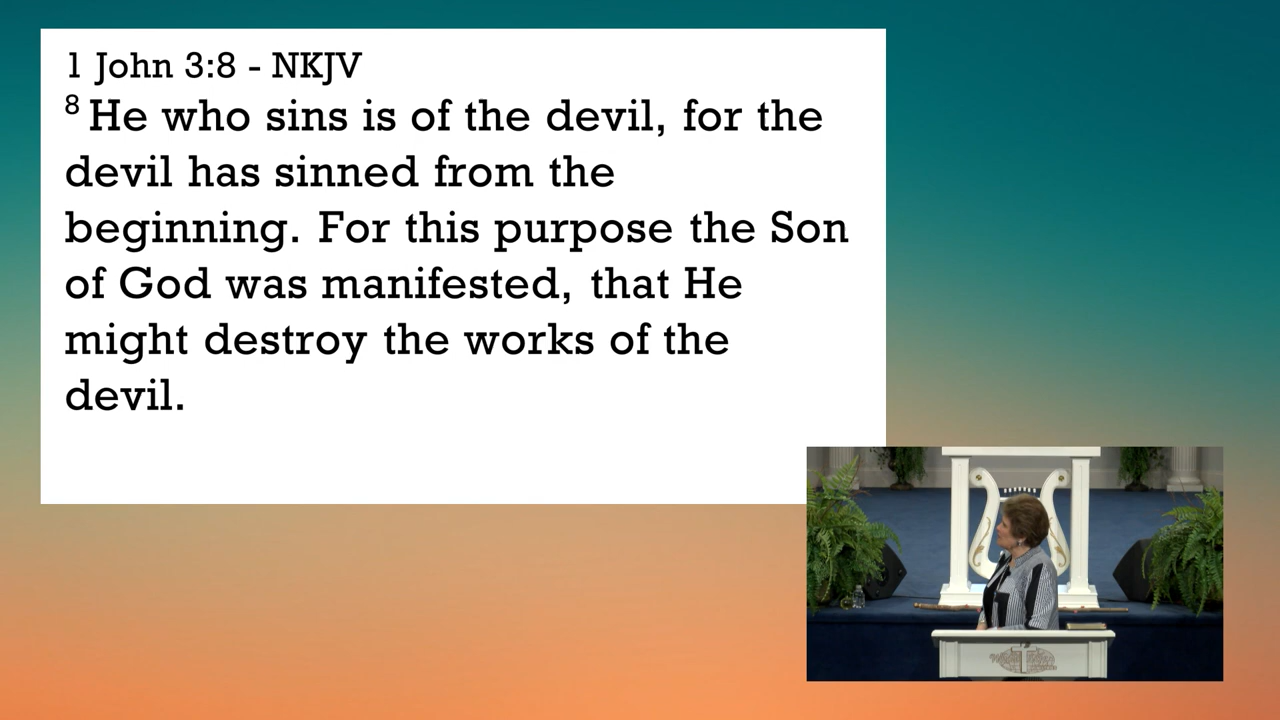 1 John 3:8 - NKJV
8 He who sins is of the devil, for the
devil has sinned from the
beginning. For this purpose the Son
of God was manifested, that He
might destroy the works of the
devil.